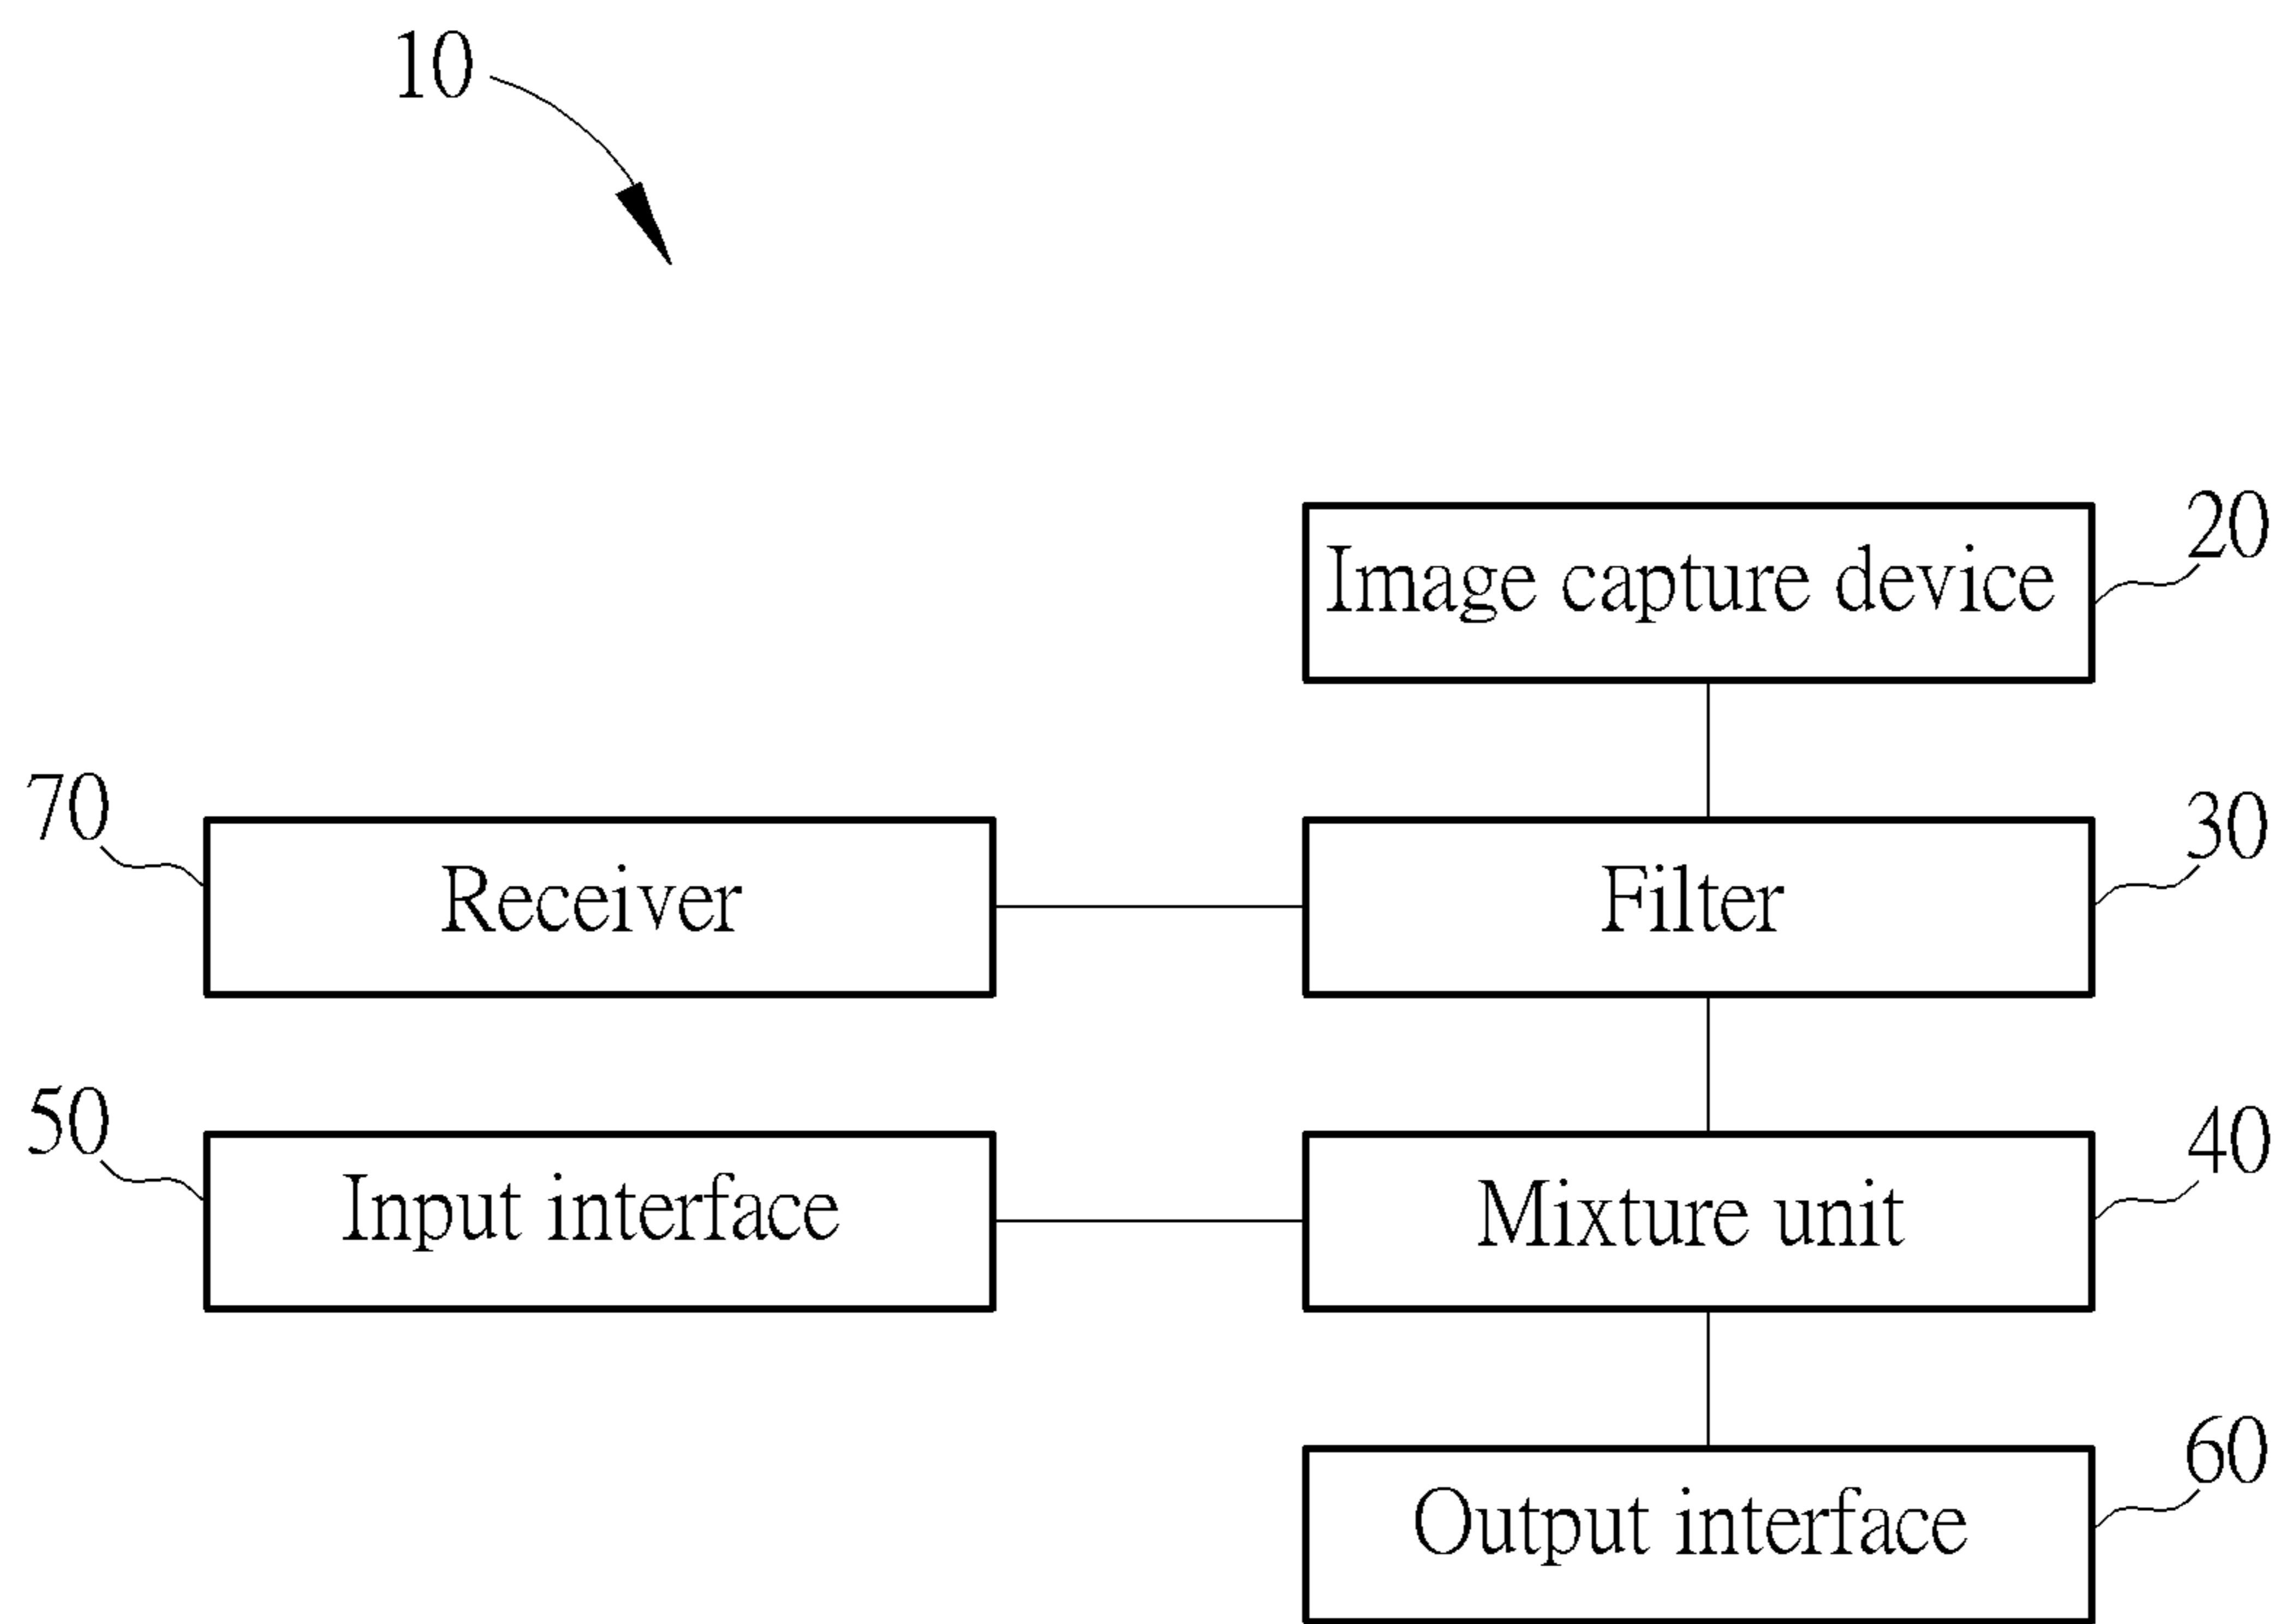 10
Image capture device
20
70
Receiver
Filter
30
50
Input interface
Mixture unit
40
Output interface
60